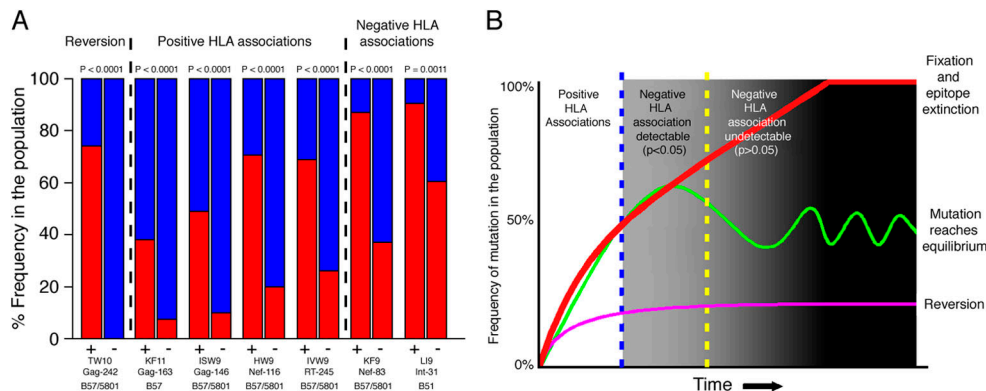 A
Reversion
Positive HLA associations
Negative HLA
associations
P < 0.0001 P < 0.0001 P < 0.0001 P < 0.0001 P < 0.0001 P < 0.0001 P = 0.0011
% Frequency in the population
100
80
60
40
20
0
+ - + - + - + - + - + - + -
TW10 KF11 ISW9 HW9 IVW9 KF9 LI9
Gag-242 Gag-163 Gag-146 Nef-116 RT-245 Nef-83 Int-31
B57/5801 B57 B57/5801 B57/5801 B57/5801 B57/5801 B51
B
Frequency of mutation in the population
100%
50%
0%
Positive
HLA
Associations
Negative
HLA
association
detectable
(p<0.05)
Negative
HLA
association
undetectable
(p>0.05)
Fixation and
epitope
extinction
Mutation
reaches
equilibrium
Reversion
Time